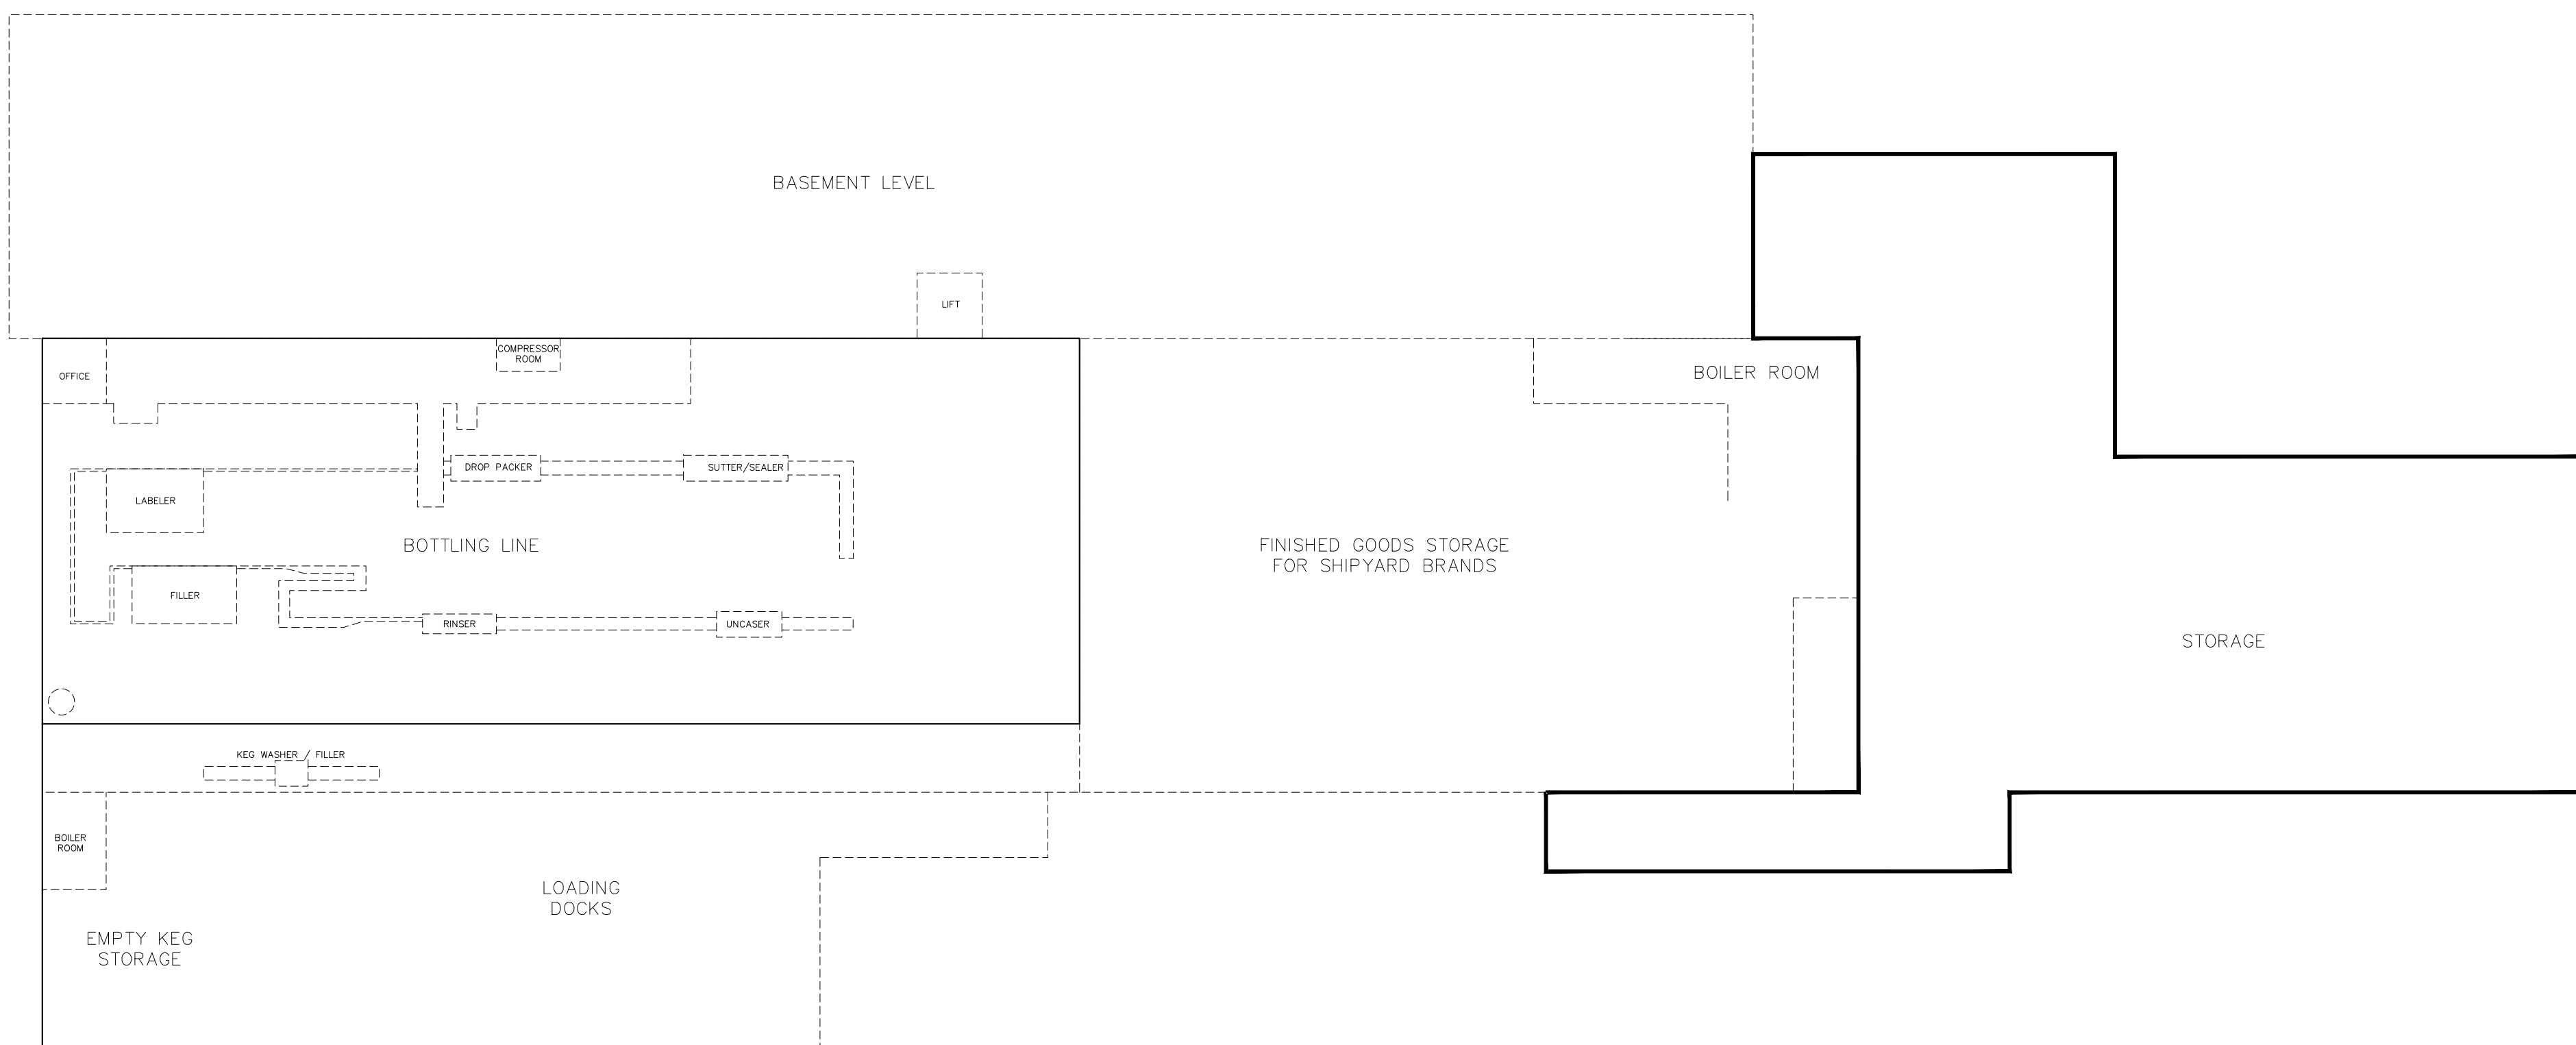 BASEMENT LEVEL
LIFT
COMPRESSOR
ROOM
OFFICE
BOILER ROOM
DROP PACKER
SUTTER/SEALER
LABELER
BOTTLING LINE
FINISHED GOODS STORAGE
FOR SHIPYARD BRANDS
FILLER
RINSER
UNCASER
STORAGE
KEG WASHER / FILLER
BOILER
ROOM
LOADING
DOCKS
EMPTY KEG
STORAGE